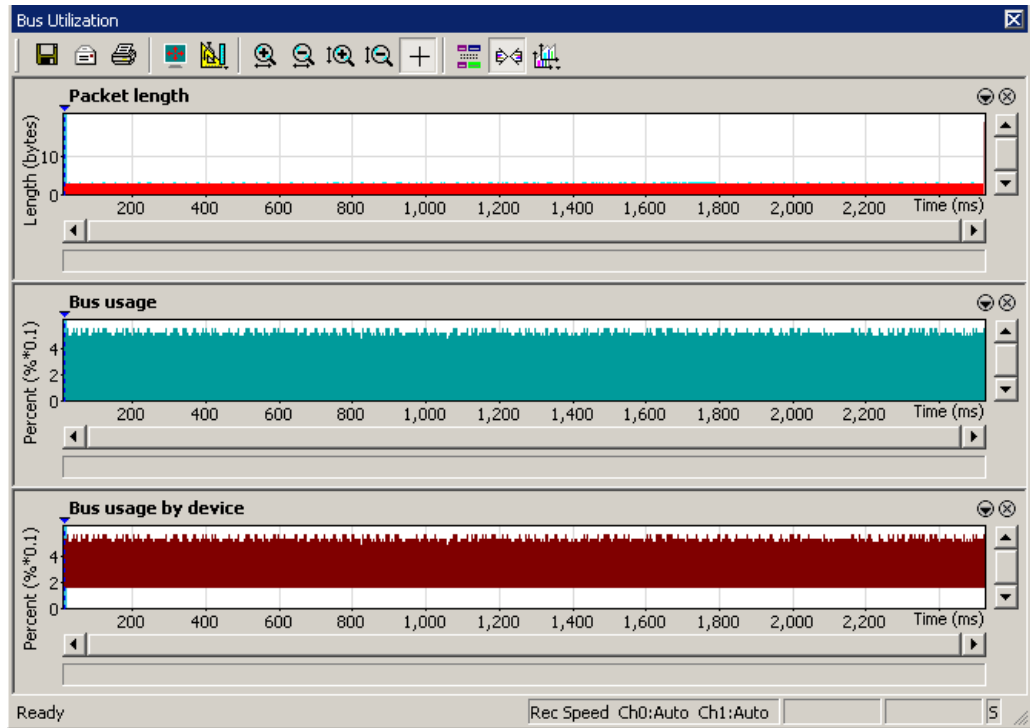 Bus Utilization
Packet length
Length (bytes)
10
0
200 400 600 800 1,000 1,200 1,400 1,600 1,800 2,000 2,200 Time (ms)
Bus usage
Percent (%*0.1)
4
2
0
200 400 600 800 1,000 1,200 1,400 1,600 1,800 2,000 2,200 Time (ms)
Bus usage by device
Percent (%*0.1)
4
2
0
200 400 600 800 1,000 1,200 1,400 1,600 1,800 2,000 2,200 Time (ms)
Ready Rec Speed Ch0:Auto Ch1:Auto S